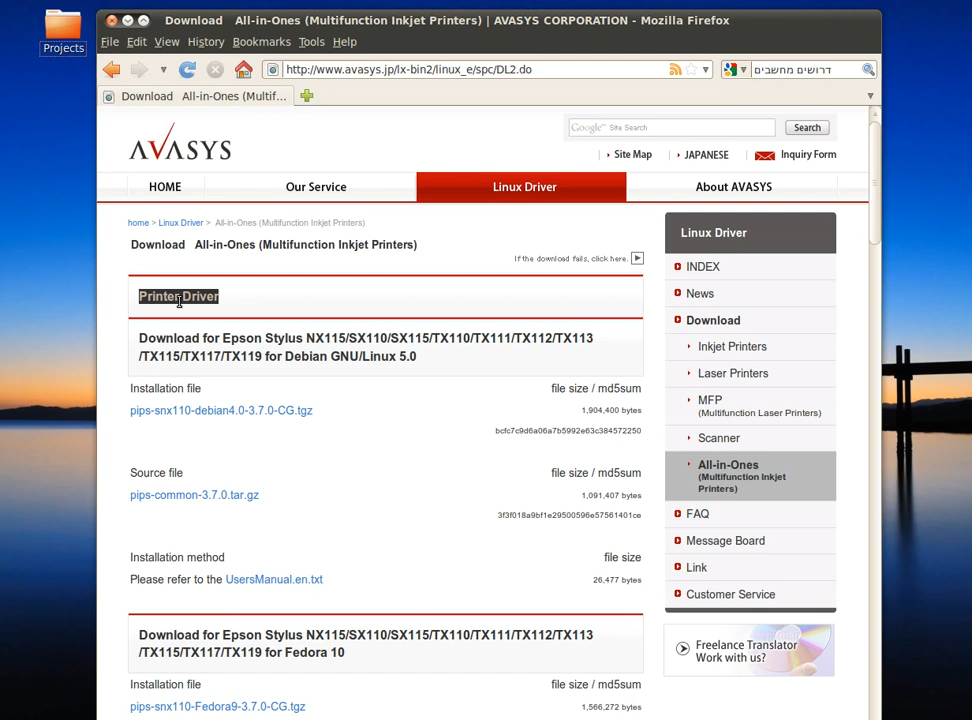 Projects
Download All-in-Ones (Multifunction Inkjet Printers) | AVASYS CORPORATION - Mozilla Firefox
File Edit View History Bookmarks Tools Help
http://www.avasys.jp/lx-bin2/linux_e/spc/DL2.do
דרושים מחשבים
Download All-in-Ones (Multif...
AVASYS
Google™ Site Search
Search
Site Map
JAPANESE
Inquiry Form
HOME
Our Service
Linux Driver
About AVASYS
home > Linux Driver > All-in-Ones (Multifunction Inkjet Printers)
Download All-in-Ones (Multifunction Inkjet Printers)
If the download fails, click here.
Printer Driver
Download for Epson Stylus NX115/SX110/SX115/TX110/TX111/TX112/TX113
/TX115/TX117/TX119 for Debian GNU/Linux 5.0
Installation file file size / md5sum
pips-snx110-debian4.0-3.7.0-CG.tgz 1,904,400 bytes
bcfc7c9d6a06a7b5992e63c384572250
Source file file size / md5sum
pips-common-3.7.0.tar.gz 1,091,407 bytes
3f3f018a9bf1e29500596e57561401ce
Installation method file size
Please refer to the UsersManual.en.txt 26,477 bytes
Download for Epson Stylus NX115/SX110/SX115/TX110/TX111/TX112/TX113
/TX115/TX117/TX119 for Fedora 10
Installation file file size / md5sum
pips-snx110-Fedora9-3.7.0-CG.tgz 1,566,272 bytes
Linux Driver
INDEX
News
Download
Inkjet Printers
Laser Printers
MFP
(Multifunction Laser Printers)
Scanner
All-in-Ones
(Multifunction Inkjet
Printers)
FAQ
Message Board
Link
Customer Service
Freelance Translator
Work with us?